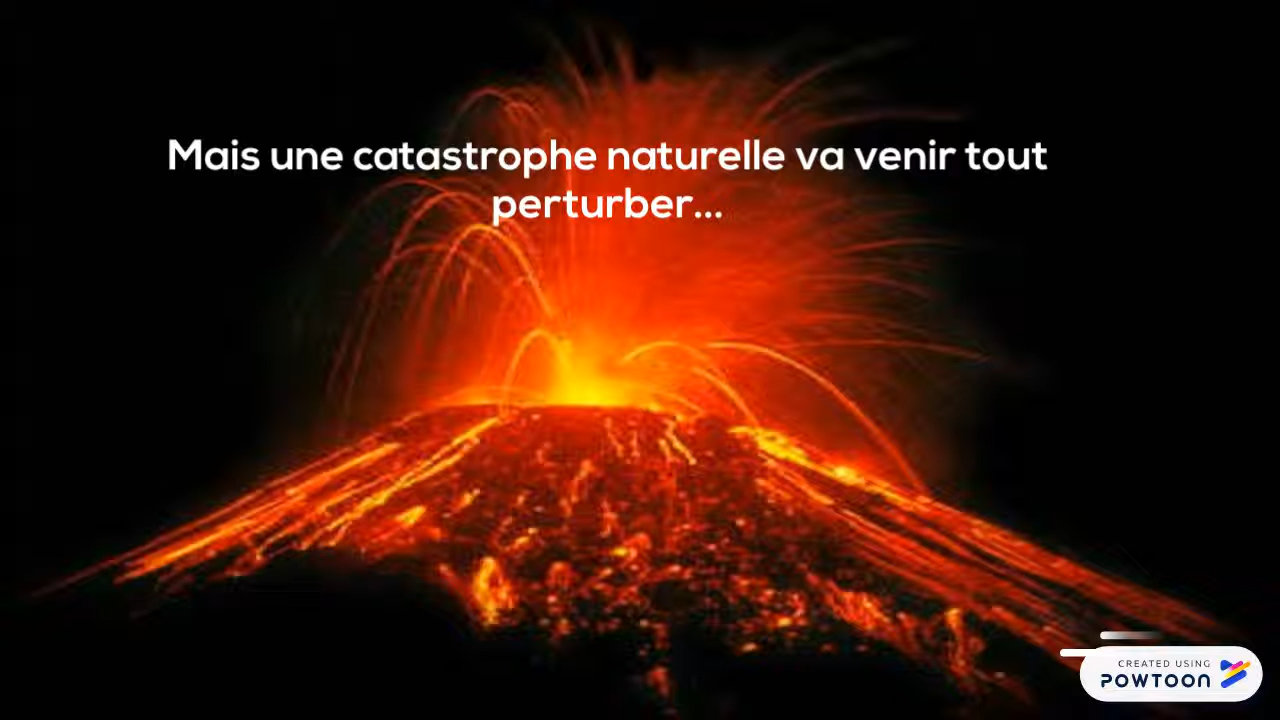 Mais une catastrophe naturelle va venir tout
perturber...
CREATED USING
POWTOON